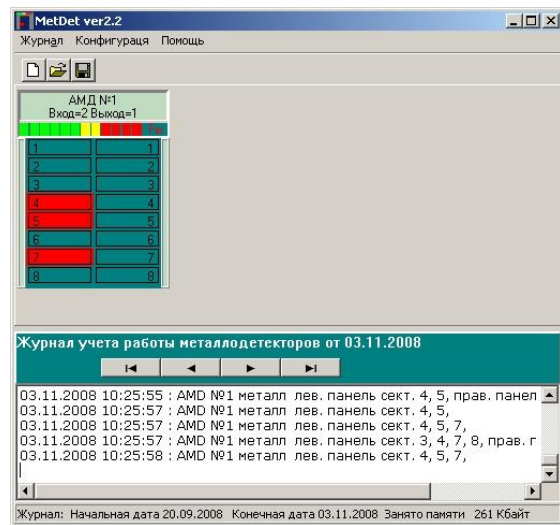 MetDet ver2.2
Журнал Конфигурация Помощь
АМД №1
Вход=2 Выход=1
Fe
1 1
2 2
3 3
4 4
5 5
6 6
7 7
8 8
Журнал учета работы металлодетекторов от 03.11.2008
03.11.2008 10:25:55 : AMD №1 металл лев. панель сект. 4, 5, прав. панел
03.11.2008 10:25:57 : AMD №1 металл лев. панель сект. 4, 5,
03.11.2008 10:25:57 : AMD №1 металл лев. панель сект. 4, 5, 7,
03.11.2008 10:25:57 : AMD №1 металл лев. панель сект. 3, 4, 7, 8, прав. г
03.11.2008 10:25:58 : AMD №1 металл лев. панель сект. 4, 5, 7,
Журнал: Начальная дата 20.09.2008 Конечная дата 03.11.2008 Занято памяти 261 Кбайт